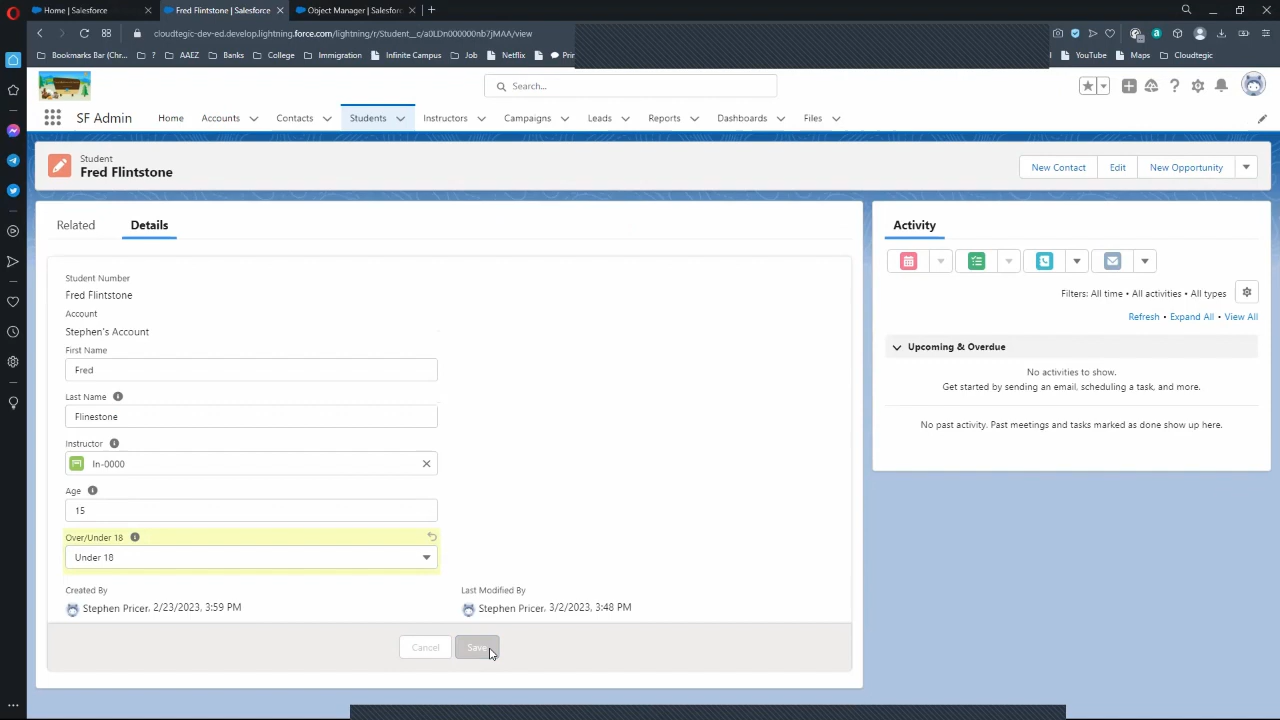 Home | Salesforce
Fred Flintstone | Salesforce
Object Manager | Salesforc
cloudtegic-dev-ed.develop.lightning.force.com/lightning/r/Student__c/a0LDn000000nb7jMAA/view
Bookmarks Bar (Chr...
?
AAEZ
Banks
College
Immigration
Infinite Campus
Job
Netflix
Prin
YouTube
Maps
Cloudtegic
Search...
SF Admin
Home
Accounts
Contacts
Students
Instructors
Campaigns
Leads
Reports
Dashboards
Files
Student
Fred Flintstone
New Contact
Edit
New Opportunity
Related
Details
Student Number
Fred Flintstone
Account
Stephen's Account
First Name
Fred
Last Name
Flinestone
Instructor
In-0000
Age
15
Over/Under 18
Under 18
Created By
Stephen Pricer, 2/23/2023, 3:59 PM
Last Modified By
Stephen Pricer, 3/2/2023, 3:48 PM
Cancel
Save
Activity
Filters: All time • All activities • All types
Refresh • Expand All • View All
Upcoming & Overdue
No activities to show.
Get started by sending an email, scheduling a task, and more.
No past activity. Past meetings and tasks marked as done show up here.